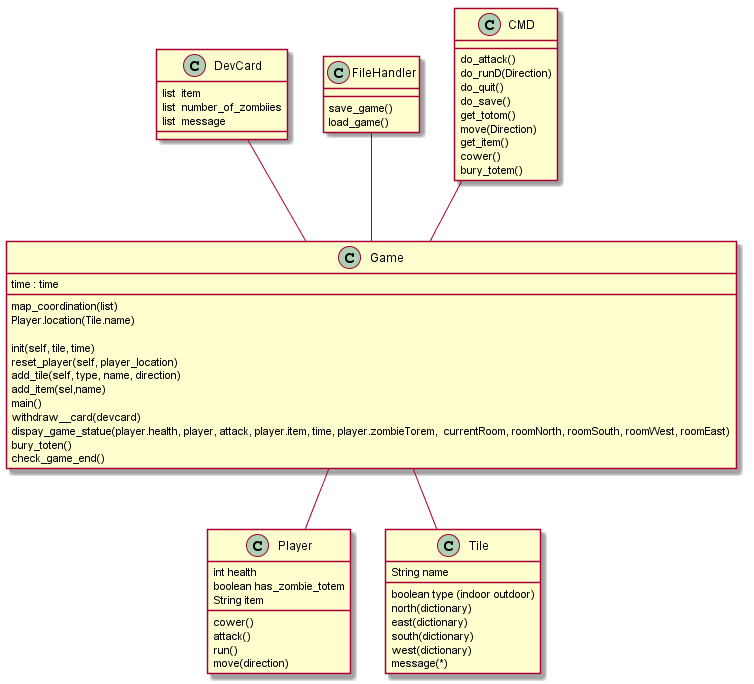 C DevCard
list item
list number_of_zombiies
list message
C FileHandler
save_game()
load_game()
C CMD
do_attack()
do_runD(Direction)
do_quit()
do_save()
get_totom()
move(Direction)
get_item()
cower()
bury_totem()
C Game
time : time
map_coordination(list)
Player.location(Tile.name)
init(self, tile, time)
reset_player(self, player_location)
add_tile(self, type, name, direction)
add_item(sel,name)
main()
withdraw__card(devcard)
dispay_game_statue(player.health, player, attack, player.item, time, player.zombieTorem, currentRoom, roomNorth, roomSouth, roomWest, roomEast)
bury_toten()
check_game_end()
C Player
int health
boolean has_zombie_totem
String item
cower()
attack()
run()
move(direction)
C Tile
String name
boolean type (indoor outdoor)
north(dictionary)
east(dictionary)
south(dictionary)
west(dictionary)
message(*)